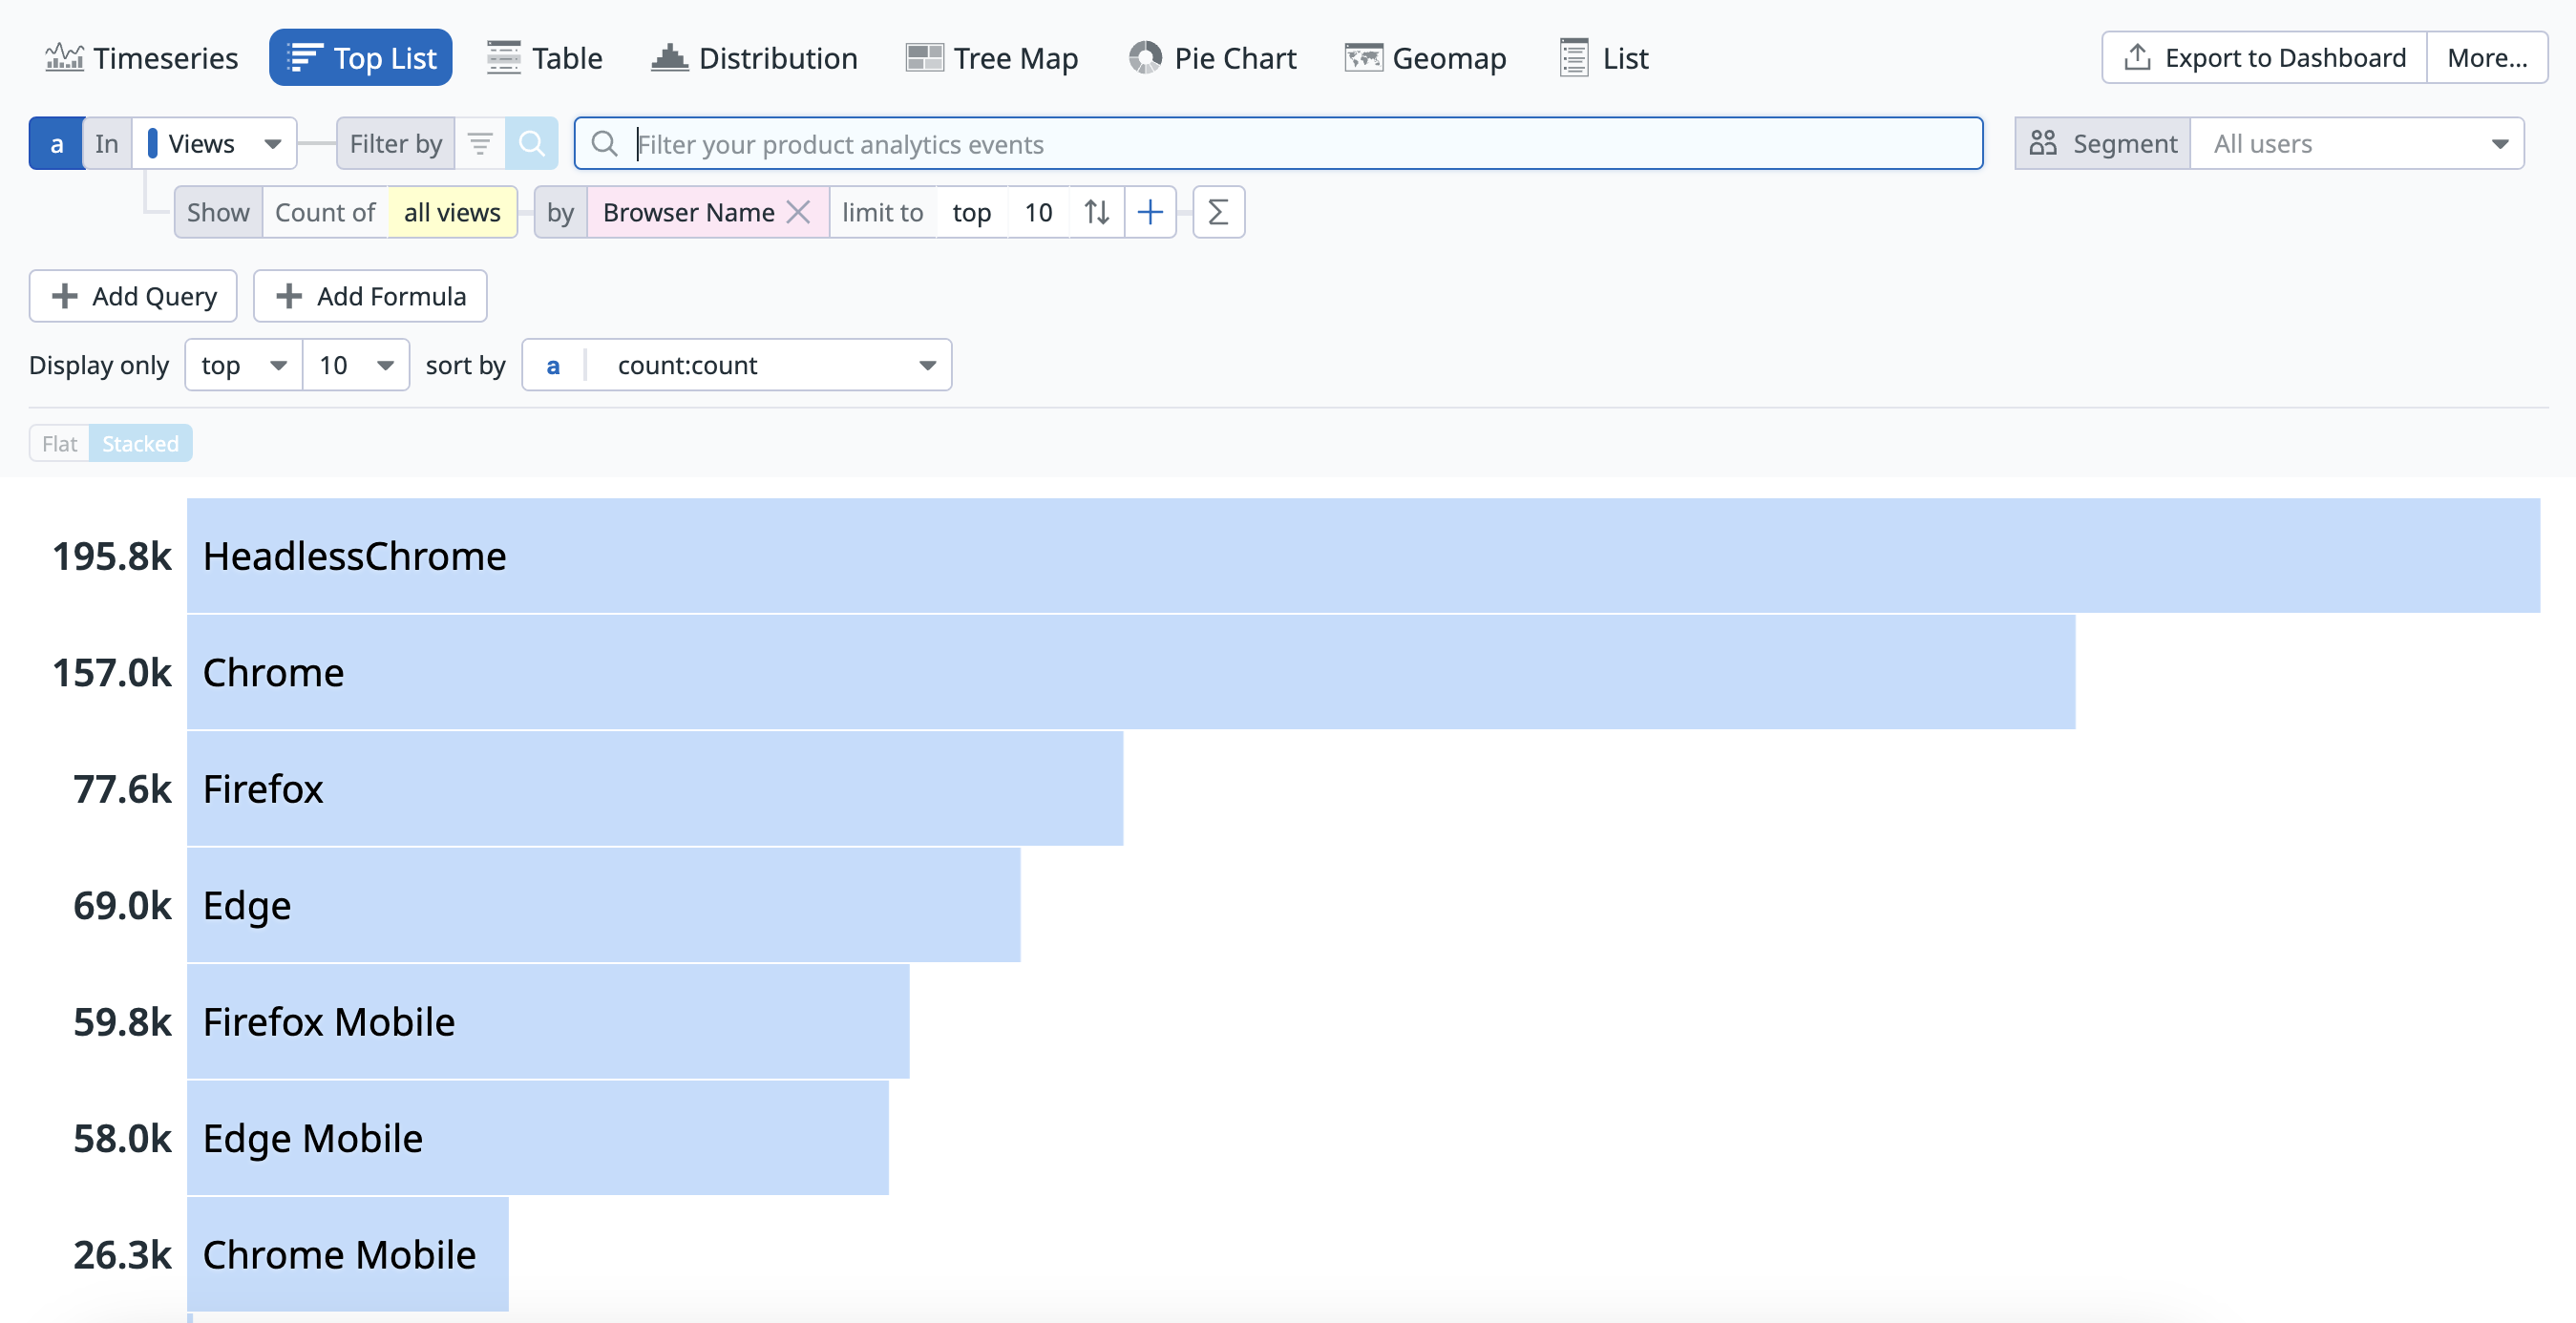 Timeseries Top List Table Distribution Tree Map Pie Chart Geomap List Export to Dashboard More...
a In Views Filter by Filter your product analytics events Segment All users
Show Count of all views by Browser Name limit to top 10 Σ
Add Query Add Formula
Display only top 10 sort by a count:count
Flat Stacked
195.8k HeadlessChrome
157.0k Chrome
77.6k Firefox
69.0k Edge
59.8k Firefox Mobile
58.0k Edge Mobile
26.3k Chrome Mobile